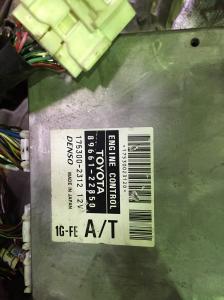 ENGINE CONTROL
TOYOTA
89661-22850
175300-2312 12V
DENSO MADE IN JAPAN
1G-FE A/T